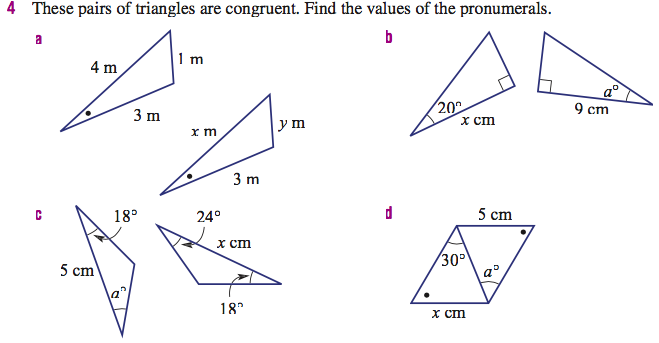 4 These pairs of triangles are congruent. Find the values of the pronumerals.
a
4 m
1 m
3 m
x m
y m
3 m
b
20°
x cm
a°
9 cm
c
18°
5 cm
a°
24°
x cm
18°
d
5 cm
30°
a°
x cm